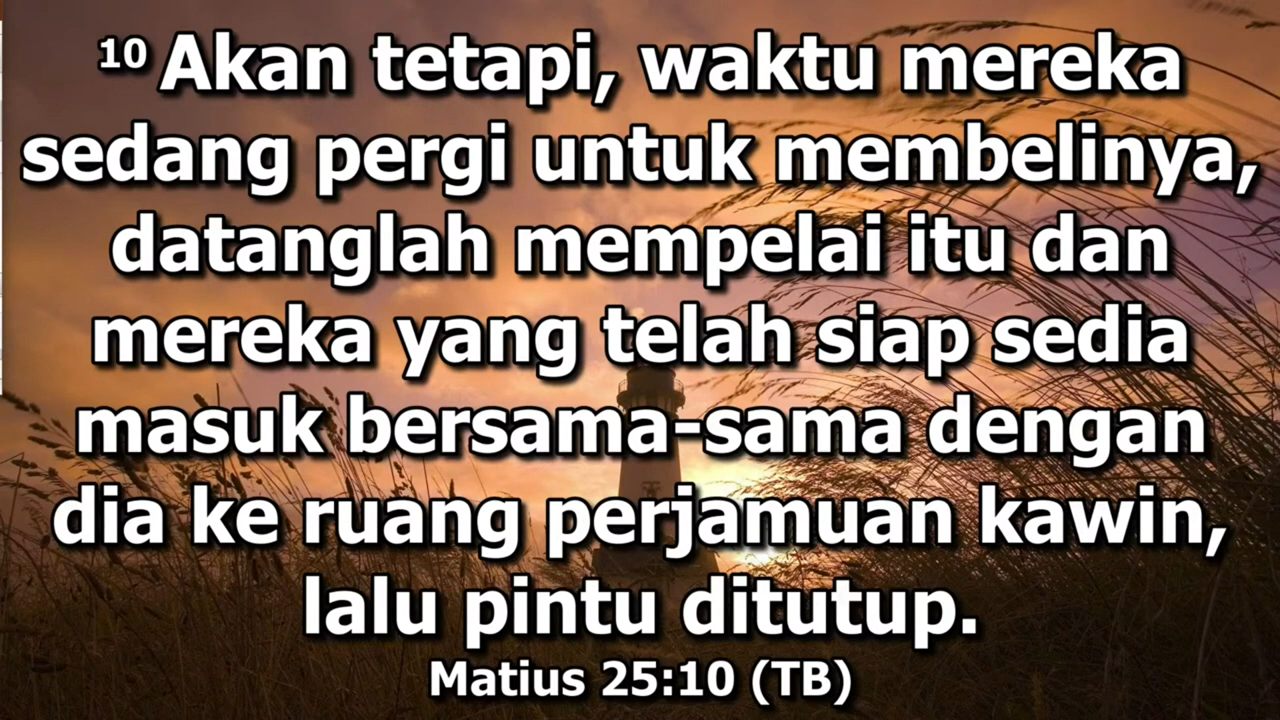 10 Akan tetapi, waktu mereka
sedang pergi untuk membelinya,
datanglah mempelai itu dan
mereka yang telah siap sedia
masuk bersama-sama dengan
dia ke ruang perjamuan kawin,
lalu pintu ditutup.
Matius 25:10 (TB)